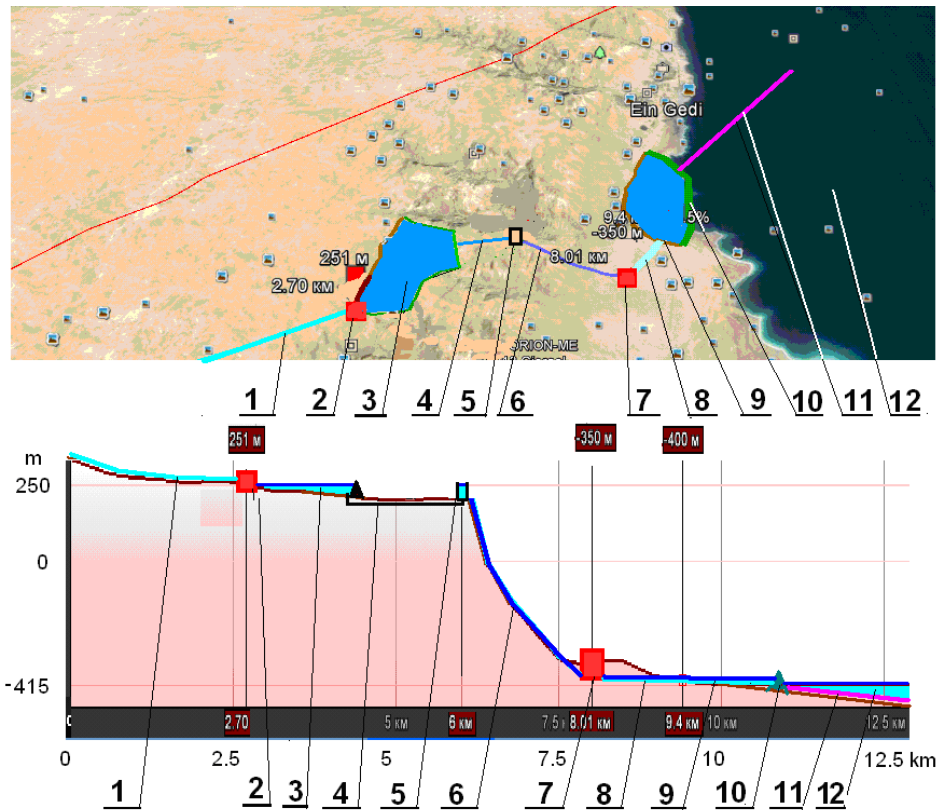 Ein Gedi
9.4
5%
-350 м
251 м
8.01 км
2.70 км
ORION-ME
1 2 3 4 5 6 7 8 9 10 11 12
251 м
-350 м
-400 м
m
250
0
-415
2.70
5 км
6 км
7.5
8.01 км
9.4 км
10 км
12.5 км
0 2.5 5 7.5 10 12.5 km
1 2 3 4 5 6 7 8 9 10 11 12